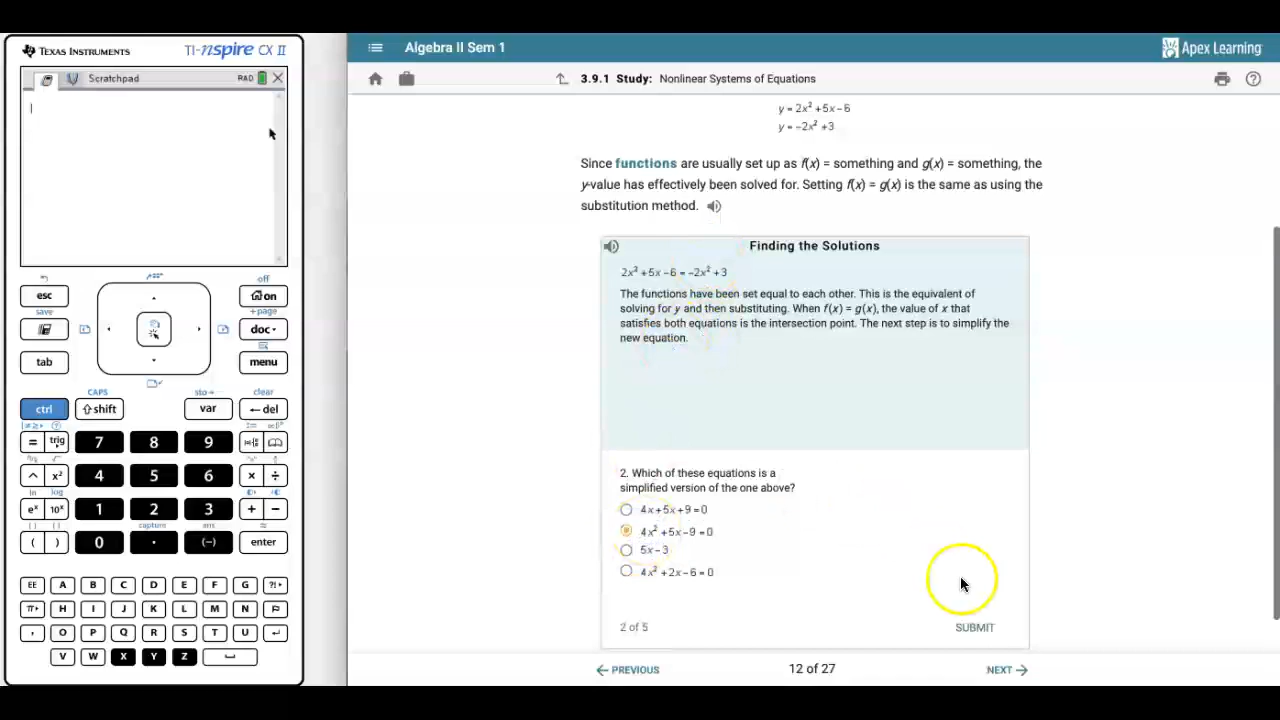 TEXAS INSTRUMENTS TI-nspire CX II
Scratchpad RAD
off
esc on
save +page
doc
tab menu
CAPS sto→ clear
ctrl ⇧shift var ←del
= trig 7 8 9
^ x² 4 5 6 × ÷
ln log
eˣ 10ˣ 1 2 3 + −
capture ans
( ) 0 . (−) enter
EE A B C D E F G ?!▸
π▸ H I J K L M N
, O P Q R S T U
V W X Y Z
Algebra II Sem 1
Apex Learning
3.9.1 Study: Nonlinear Systems of Equations
y = 2x² +5x −6
y = −2x² +3
Since functions are usually set up as f(x) = something and g(x) = something, the
y-value has effectively been solved for. Setting f(x) = g(x) is the same as using the
substitution method.
Finding the Solutions
2x² +5x −6 = −2x² +3
The functions have been set equal to each other. This is the equivalent of
solving for y and then substituting. When f(x) = g(x), the value of x that
satisfies both equations is the intersection point. The next step is to simplify the
new equation.
2. Which of these equations is a
simplified version of the one above?
4x+5x+9=0
4x² +5x−9 =0
5x−3
4x² +2x−6=0
2 of 5
SUBMIT
PREVIOUS
12 of 27
NEXT